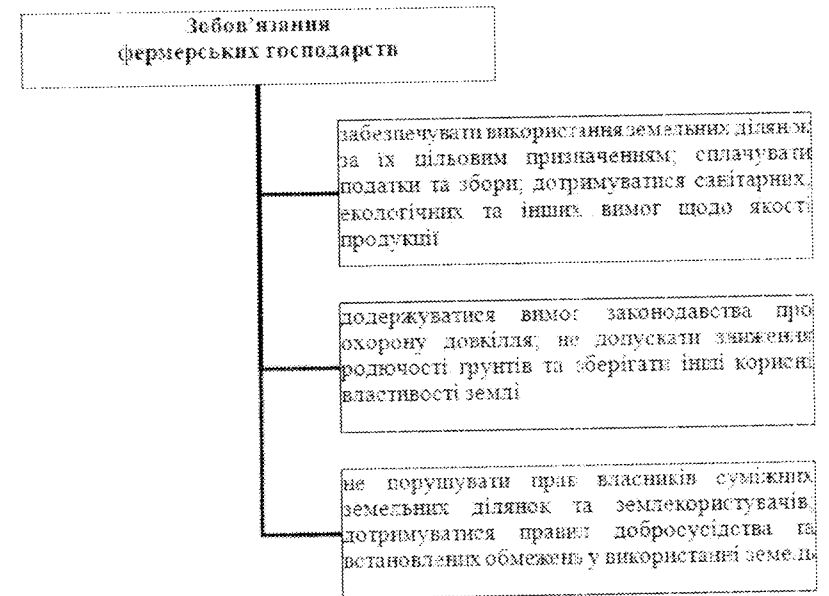 Зобов’язання
фермерських господарств
забезпечувати використання земельних ділянок
за їх цільовим призначенням; сплачувати
податки та збори; дотримуватися санітарних,
екологічних та інших вимог щодо якості
продукції
додержуватися вимог законодавства про
охорону довкілля; не допускати зниження
родючості ґрунтів та зберігати інші корисні
властивості землі
не порушувати прав власників суміжних
земельних ділянок та землекористувачів;
дотримуватися правил добросусідства та
встановлених обмежень у використанні земель